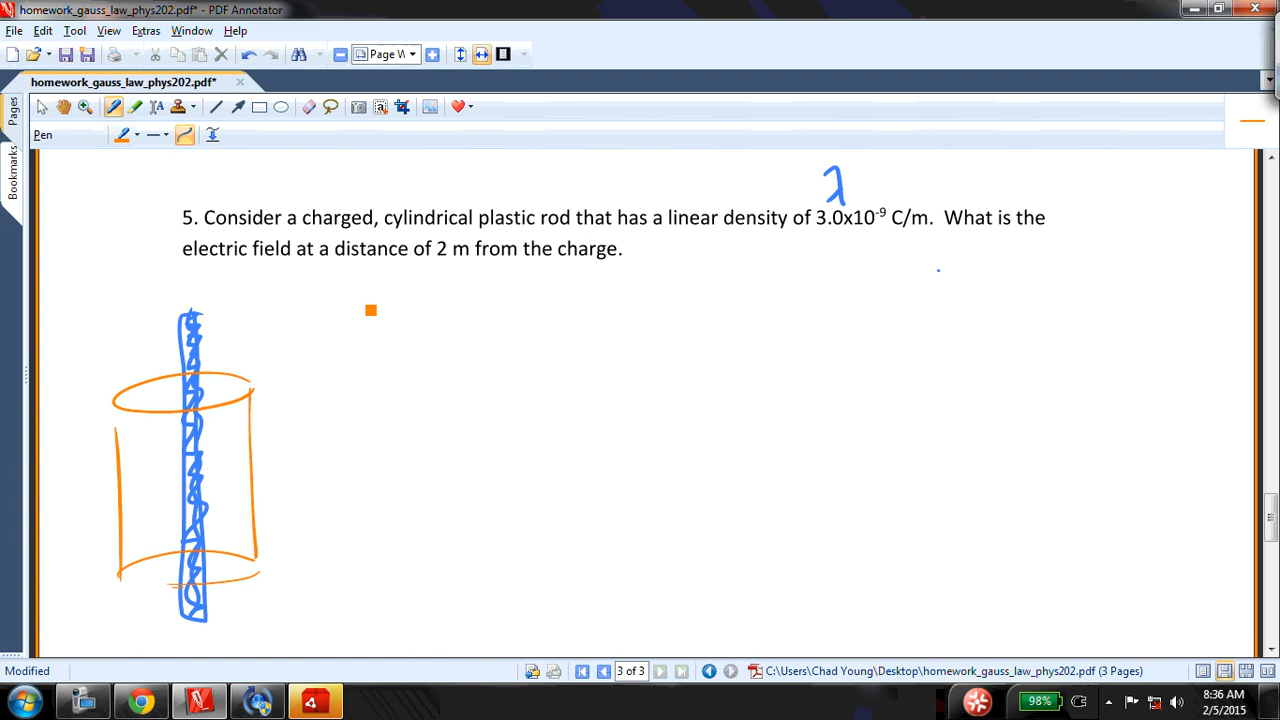 homework_gauss_law_phys202.pdf* - PDF Annotator
File Edit Tool View Extras Window Help
Page W
homework_gauss_law_phys202.pdf*
Pen
Pages
Bookmarks
λ
5. Consider a charged, cylindrical plastic rod that has a linear density of 3.0x10⁻⁹ C/m. What is the
electric field at a distance of 2 m from the charge.
Modified
3 of 3
C:\Users\Chad Young\Desktop\homework_gauss_law_phys202.pdf (3 Pages)
98%
8:36 AM
2/5/2015